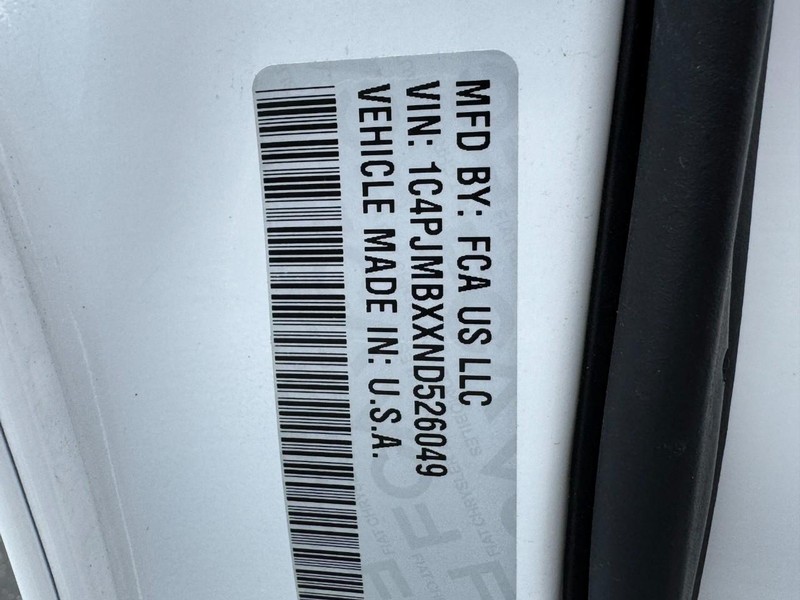 MFD BY: FCA US LLC
VIN: 1C4PJMBXXND526049
VEHICLE MADE IN: U.S.A.